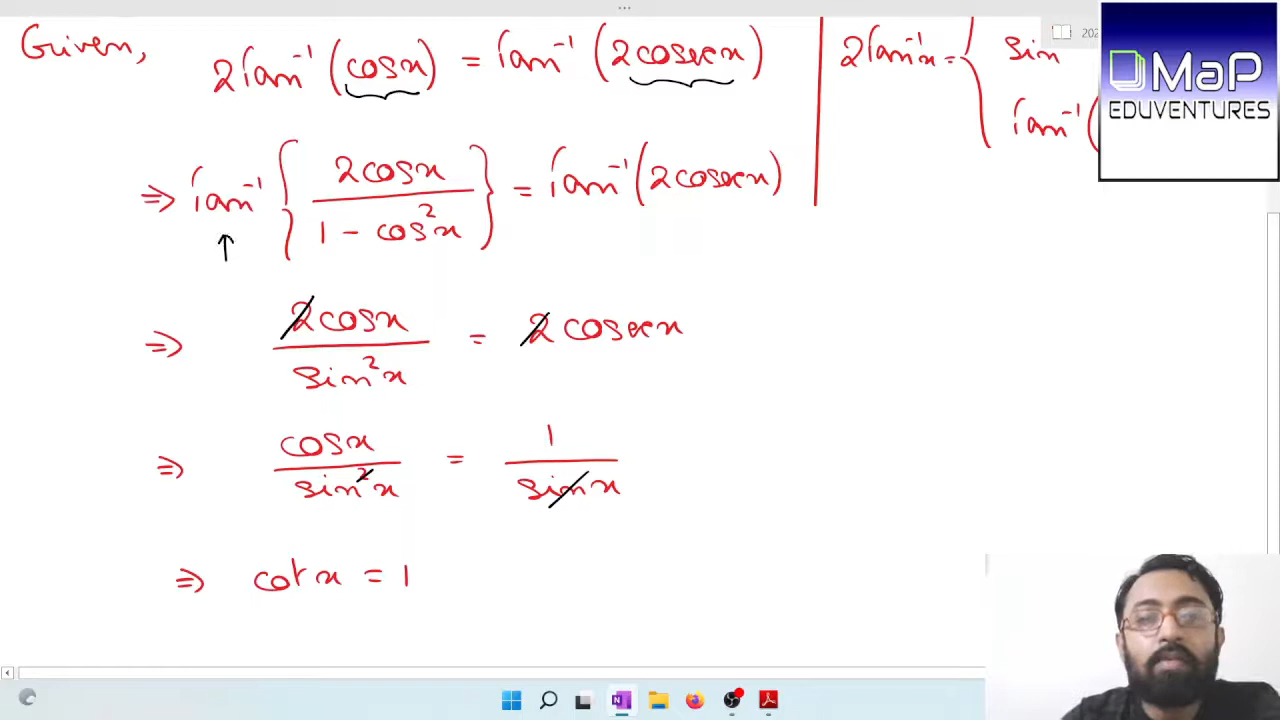 Given,
2tan⁻¹(cosx) = tan⁻¹(2cosecx)
2tan⁻¹x = { sin
tan⁻¹(
202
MaP
EDUVENTURES
⇒ tan⁻¹{2cosx / 1 - cos²x} = tan⁻¹(2cosecx)
⇒ 2cosx / sin²x = 2cosecx
⇒ cosx / sin²x = 1 / sinx
⇒ cotx = 1